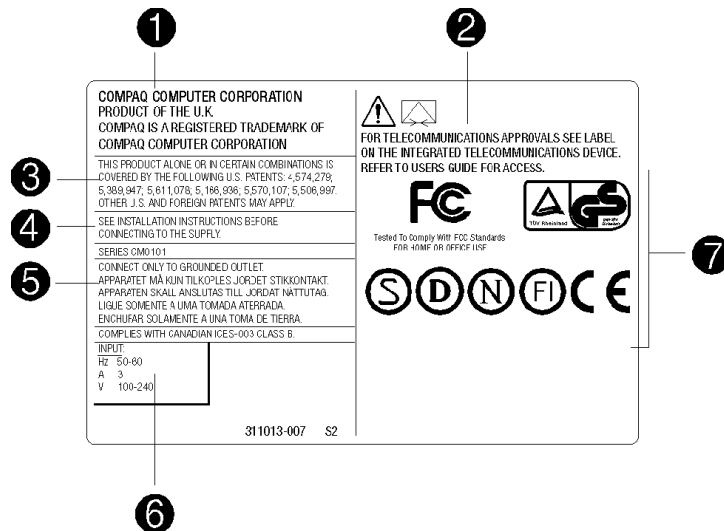 1
2
COMPAQ COMPUTER CORPORATION
PRODUCT OF THE U.K.
COMPAQ IS A REGISTERED TRADEMARK OF
COMPAQ COMPUTER CORPORATION
3
THIS PRODUCT ALONE OR IN CERTAIN COMBINATIONS IS
COVERED BY THE FOLLOWING U.S. PATENTS: 4,574,279;
5,389,947; 5,611,078; 5,166,936; 5,570,107; 5,506,997.
OTHER U.S. AND FOREIGN PATENTS MAY APPLY.
4
SEE INSTALLATION INSTRUCTIONS BEFORE
CONNECTING TO THE SUPPLY.
SERIES CM0101
5
CONNECT ONLY TO GROUNDED OUTLET.
APPARATET MÅ KUN TILKOPLES JORDET STIKKONTAKT.
APPARATEN SKALL ANSLUTAS TILL JORDAT NÄTTUTAG.
LIGUE SOMENTE A UMA TOMADA ATERRADA.
ENCHUFAR SOLAMENTE A UNA TOMA DE TIERRA.
COMPLIES WITH CANADIAN ICES-003 CLASS B.
INPUT:
Hz 50-60
A 3
V 100-240
6
311013-007 S2
FOR TELECOMMUNICATIONS APPROVALS SEE LABEL
ON THE INTEGRATED TELECOMMUNICATIONS DEVICE.
REFER TO USERS GUIDE FOR ACCESS.
FC
Tested To Comply With FCC Standards
FOR HOME OR OFFICE USE
TÜV Rheinland
GS
S D N FI CE
7